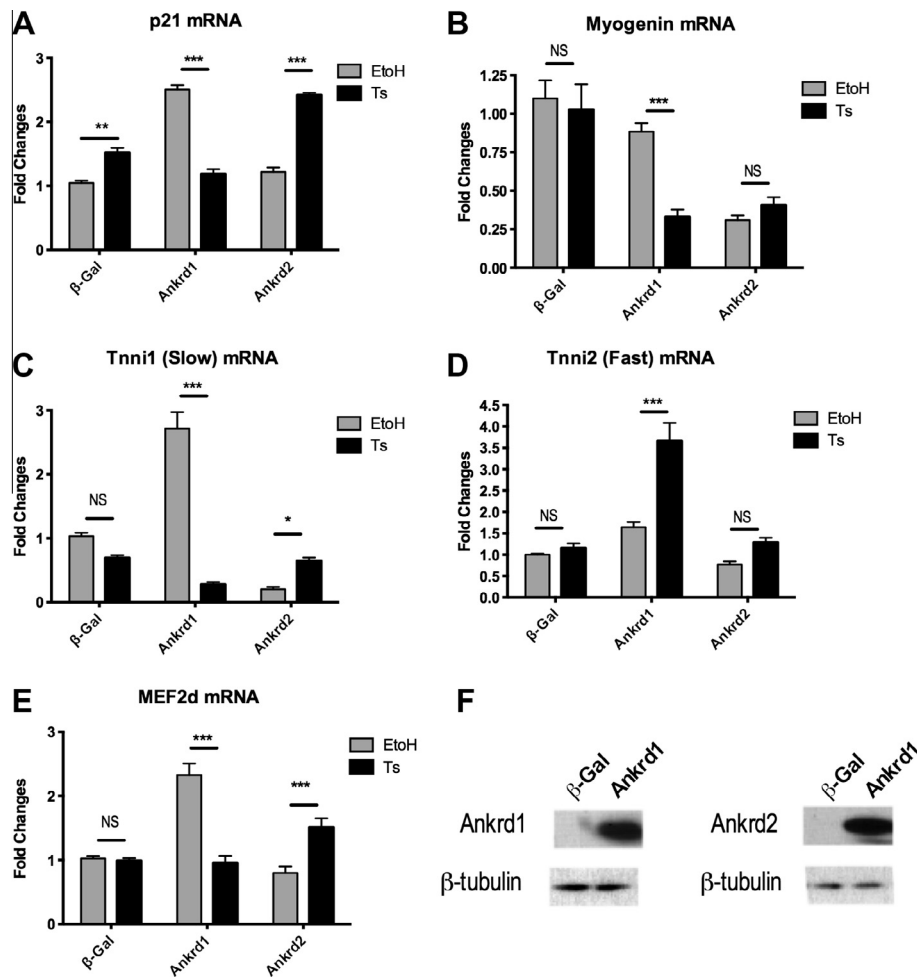 A
p21 mRNA
3
2
1
0
Fold Changes
**
***
***
EtoH
Ts
β-Gal
Ankrd1
Ankrd2
B
Myogenin mRNA
1.25
1.00
0.75
0.50
0.25
0.00
Fold Changes
NS
***
NS
EtoH
Ts
β-Gal
Ankrd1
Ankrd2
C
Tnni1 (Slow) mRNA
3
2
1
0
Fold Changes
NS
***
*
EtoH
Ts
β-Gal
Ankrd1
Ankrd2
D
Tnni2 (Fast) mRNA
4.5
4.0
3.5
3.0
2.5
2.0
1.5
1.0
0.5
0.0
Fold Changes
NS
***
NS
EtoH
Ts
β-Gal
Ankrd1
Ankrd2
E
MEF2d mRNA
3
2
1
0
Fold Changes
NS
***
***
EtoH
Ts
β-Gal
Ankrd1
Ankrd2
F
β-Gal
Ankrd1
Ankrd1
β-tubulin
β-Gal
Ankrd1
Ankrd2
β-tubulin